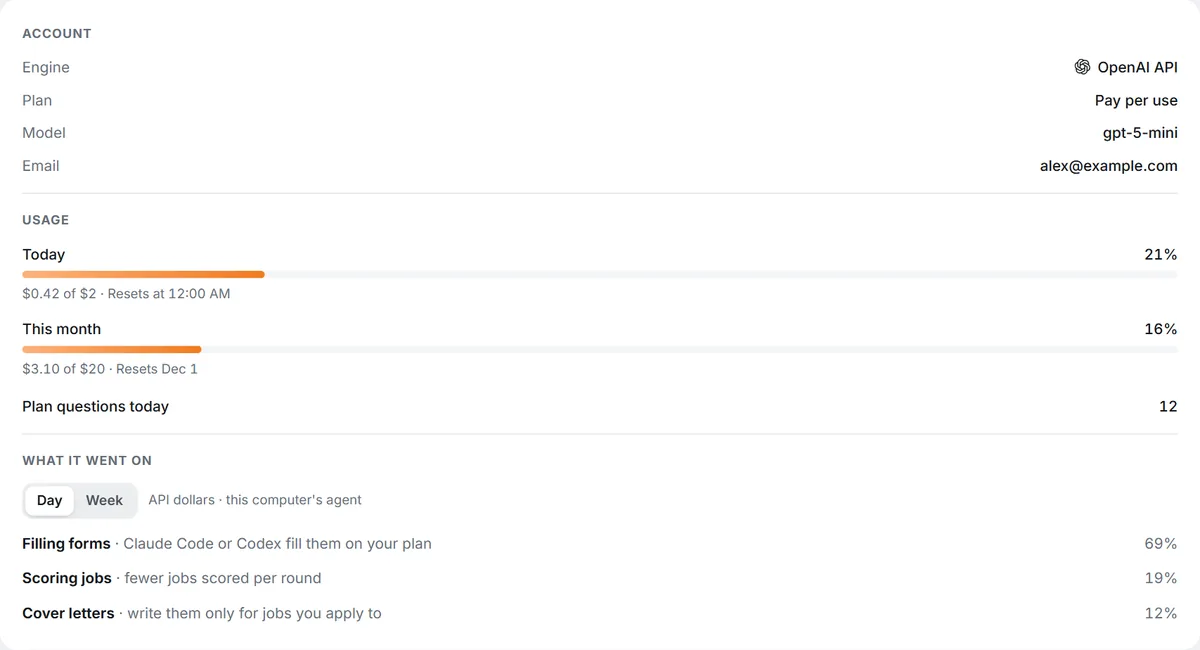 ACCOUNT
Engine OpenAI API
Plan Pay per use
Model gpt-5-mini
Email alex@example.com
USAGE
Today 21%
$0.42 of $2 · Resets at 12:00 AM
This month 16%
$3.10 of $20 · Resets Dec 1
Plan questions today 12
WHAT IT WENT ON
Day Week API dollars · this computer's agent
Filling forms · Claude Code or Codex fill them on your plan 69%
Scoring jobs · fewer jobs scored per round 19%
Cover letters · write them only for jobs you apply to 12%